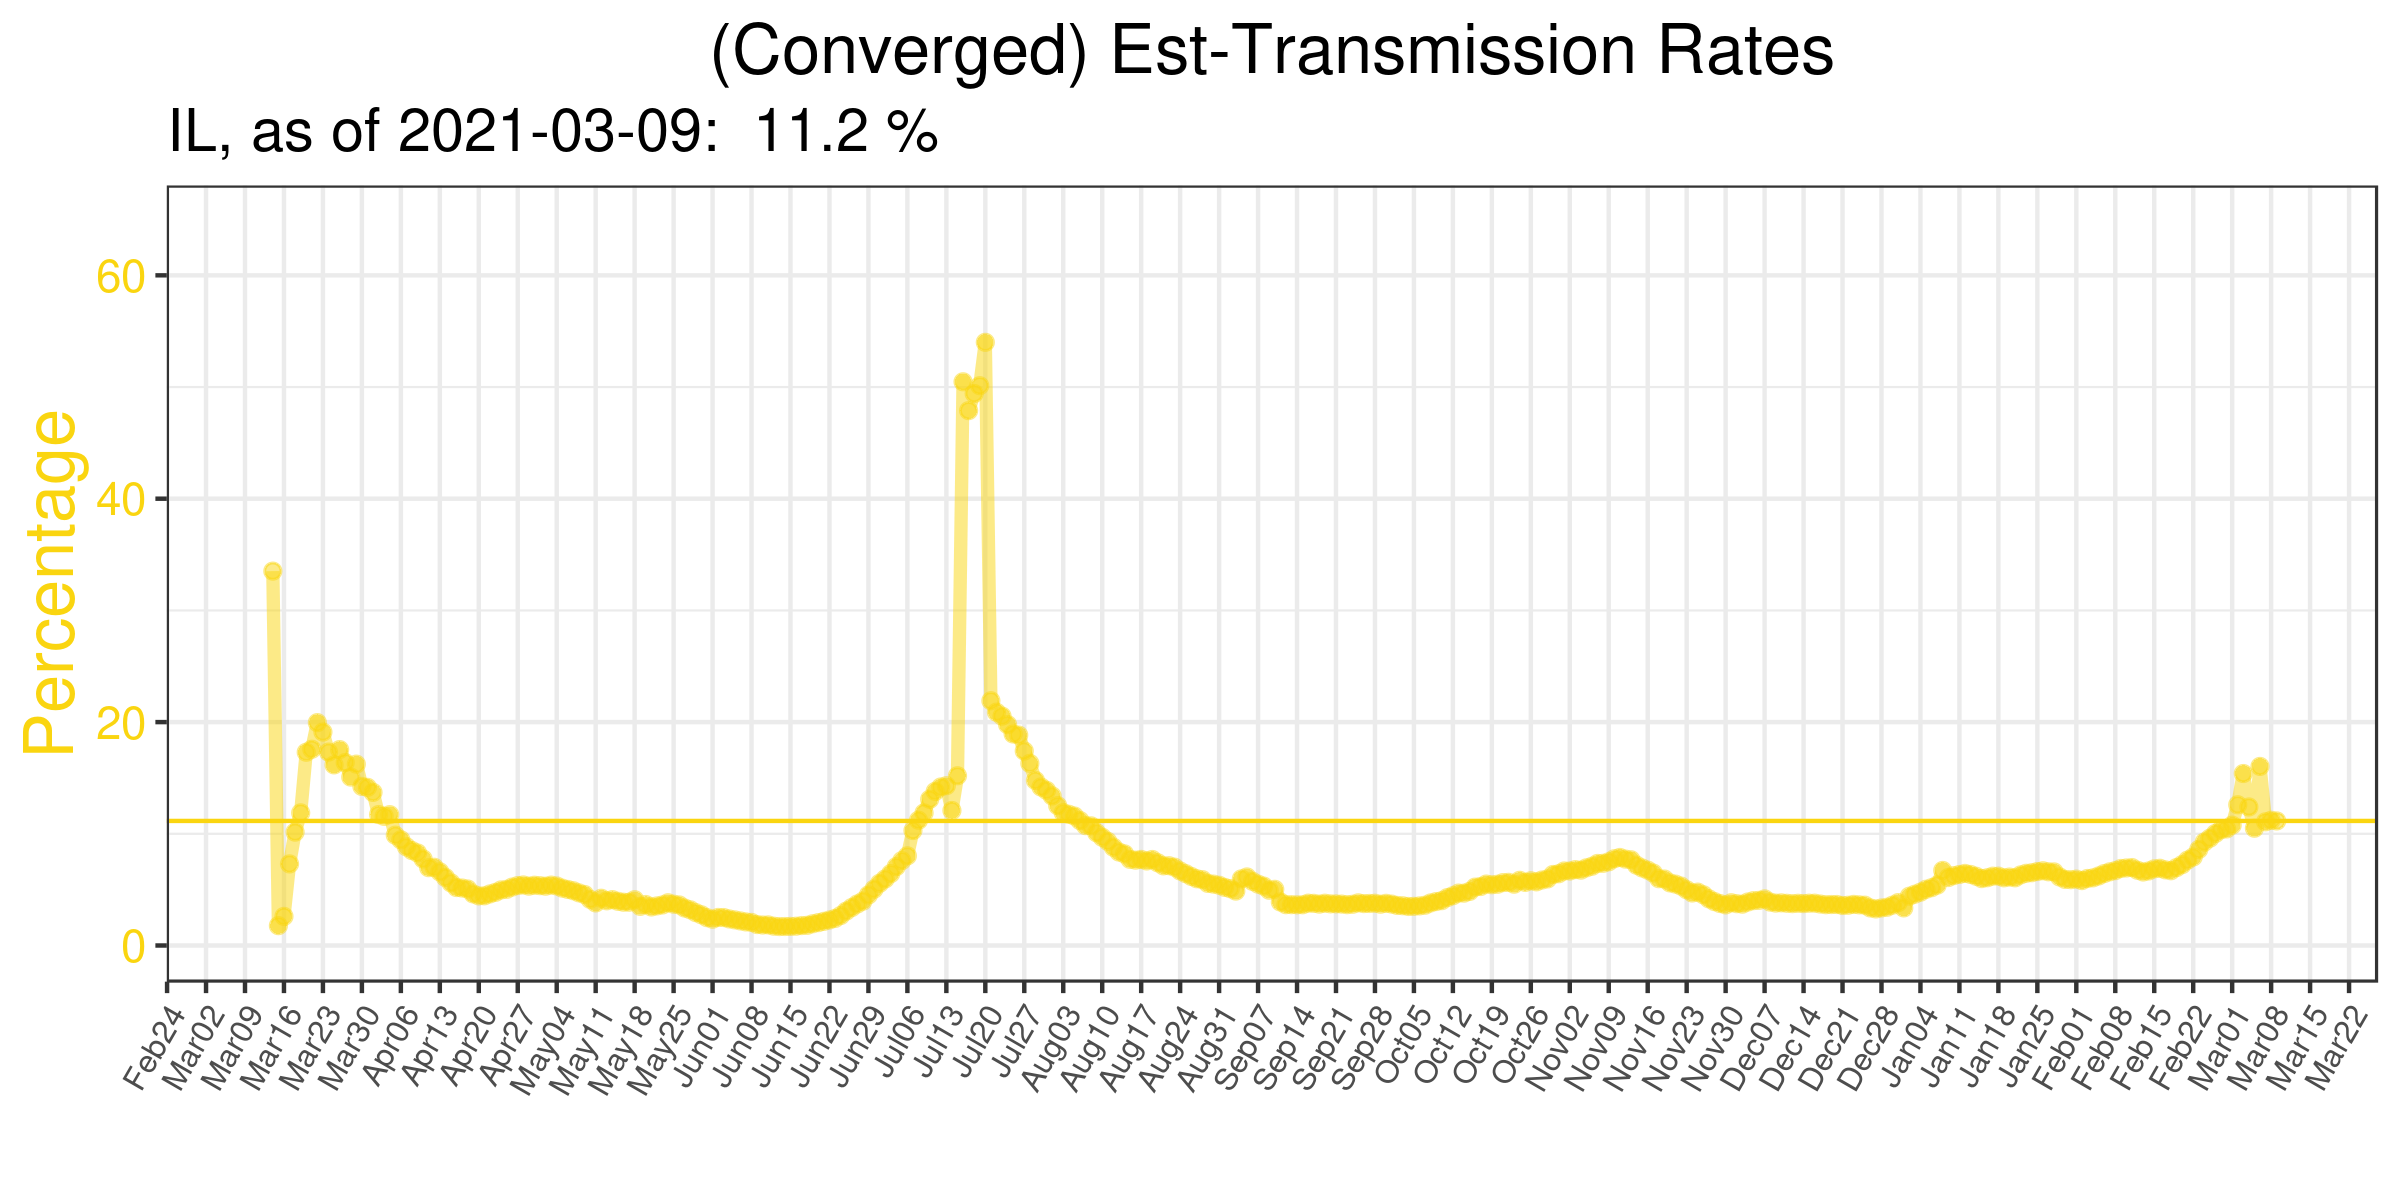 (Converged) Est-Transmission Rates
IL, as of 2021-03-09:  11.2 %
Percentage
60
40
20
0
Feb24
Mar02
Mar09
Mar16
Mar23
Mar30
Apr06
Apr13
Apr20
Apr27
May04
May11
May18
May25
Jun01
Jun08
Jun15
Jun22
Jun29
Jul06
Jul13
Jul20
Jul27
Aug03
Aug10
Aug17
Aug24
Aug31
Sep07
Sep14
Sep21
Sep28
Oct05
Oct12
Oct19
Oct26
Nov02
Nov09
Nov16
Nov23
Nov30
Dec07
Dec14
Dec21
Dec28
Jan04
Jan11
Jan18
Jan25
Feb01
Feb08
Feb15
Feb22
Mar01
Mar08
Mar15
Mar22